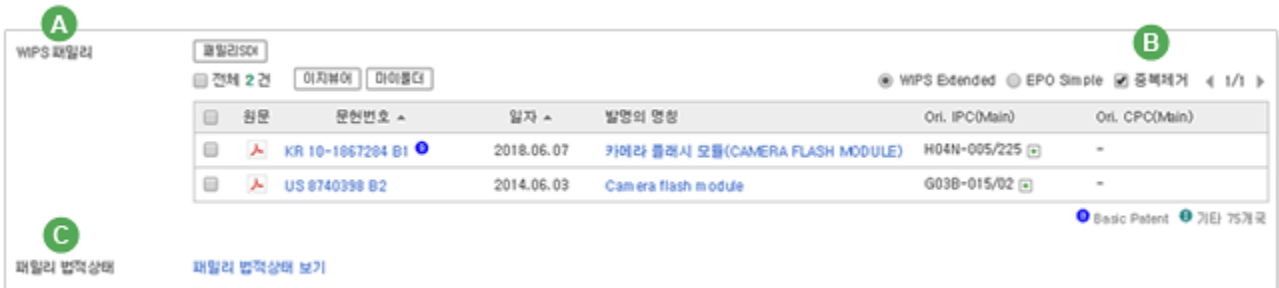 A
B
WIPS 패밀리
패밀리SDI
전체 2 건 이지뷰어 마이폴더 WIPS Extended EPO Simple 중복제거 1/1
원문 문헌번호 일자 발명의 명칭 Ori. IPC(Main) Ori. CPC(Main)
KR 10-1867284 B1 2018.06.07 카메라 플래시 모듈(CAMERA FLASH MODULE) H04N-005/225 -
US 8740398 B2 2014.06.03 Camera flash module G03B-015/02 -
Basic Patent 기타 75개국
C
패밀리 법적상태 패밀리 법적상태 보기